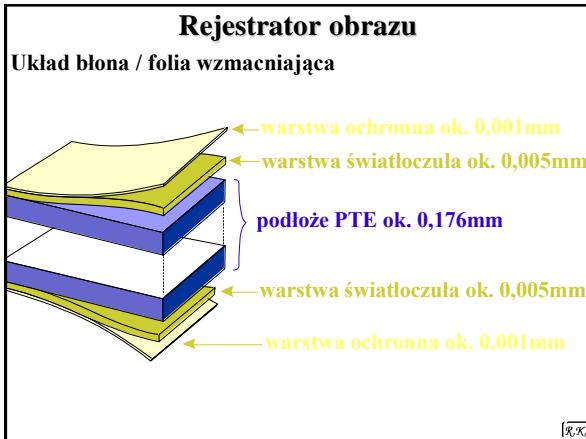 Rejestrator obrazu
Układ błona / folia wzmacniająca
warstwa ochronna ok. 0,001mm
warstwa światłoczuła ok. 0,005mm
podłoże PTE ok. 0,176mm
warstwa światłoczuła ok. 0,005mm
warstwa ochronna ok. 0,001mm
R.K.